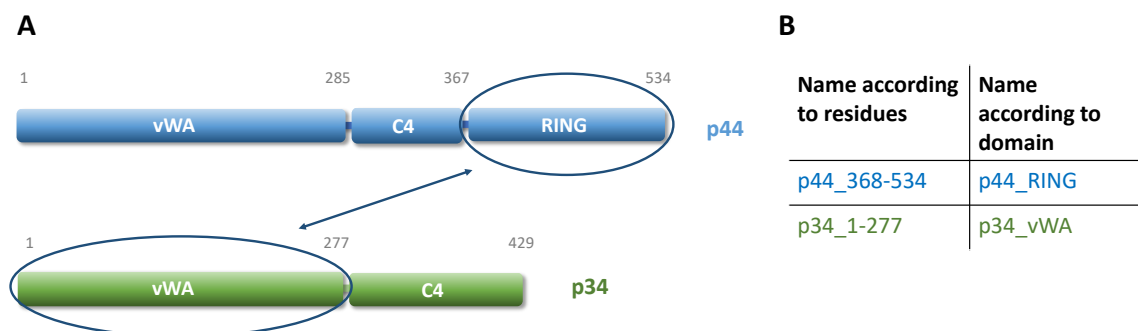 A
1 285 367 534
vWA C4 RING
p44
1 277 429
vWA C4
p34
B
Name according
to residues
Name
according to
domain
p44_368-534 p44_RING
p34_1-277 p34_vWA